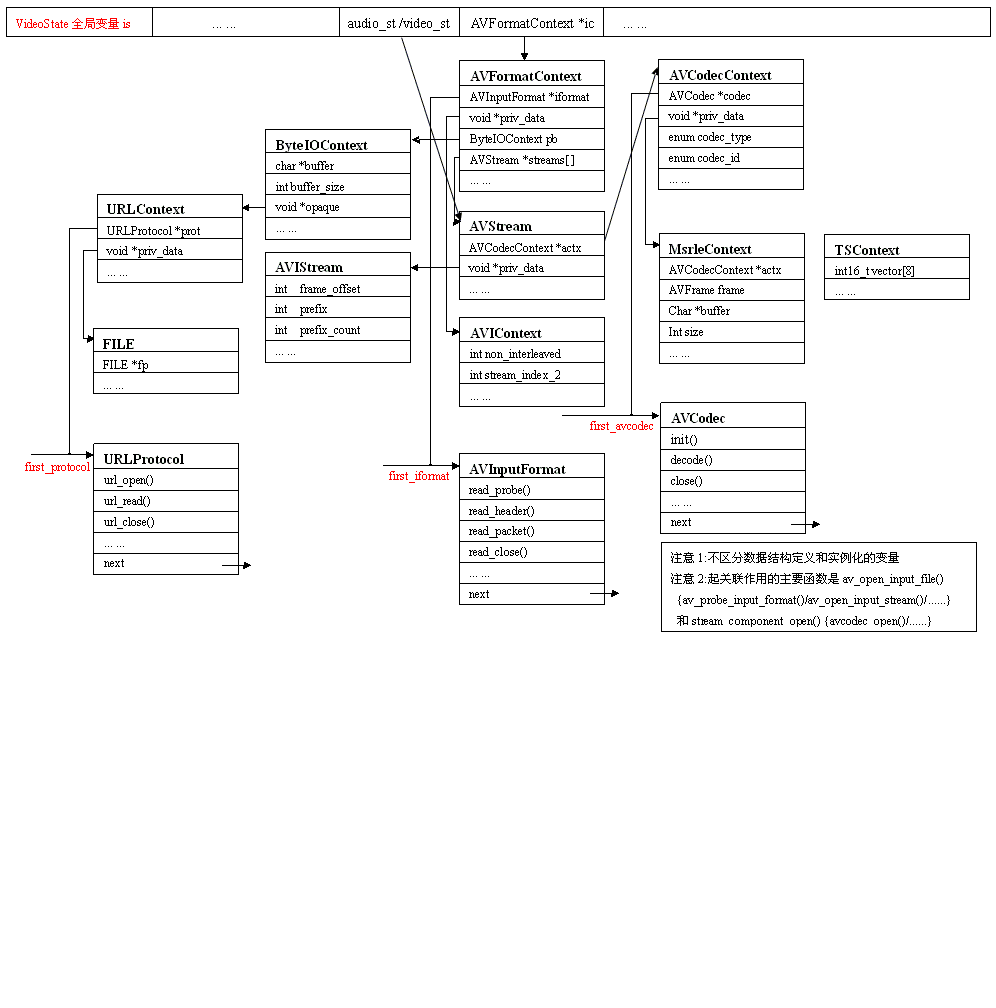 VideoState 全局变量 is
... ...
audio_st /video_st
AVFormatContext *ic
... ...
AVFormatContext
AVInputFormat *iformat
void *priv_data
ByteIOContext pb
AVStream *streams[ ]
... ...
AVCodecContext
AVCodec *codec
void *priv_data
enum codec_type
enum codec_id
... ...
ByteIOContext
char *buffer
int buffer_size
void *opaque
... ...
URLContext
URLProtocol *prot
void *priv_data
... ...
AVStream
AVCodecContext *actx
void *priv_data
... ...
AVIStream
int frame_offset
int prefix
int prefix_count
... ...
MsrleContext
AVCodecContext *actx
AVFrame frame
Char *buffer
Int size
... ...
TSContext
int16_t vector[8]
... ...
FILE
FILE *fp
... ...
AVIContext
int non_interleaved
int stream_index_2
... ...
first_avcodec
AVCodec
init()
decode()
close()
... ...
next
first_protocol
URLProtocol
url_open()
url_read()
url_close()
... ...
next
first_iformat
AVInputFormat
read_probe()
read_header()
read_packet()
read_close()
... ...
next
注意 1:不区分数据结构定义和实例化的变量
注意 2:起关联作用的主要函数是 av_open_input_file()
{av_probe_input_format()/av_open_input_stream()/......}
和 stream_component_open() {avcodec_open()/......}